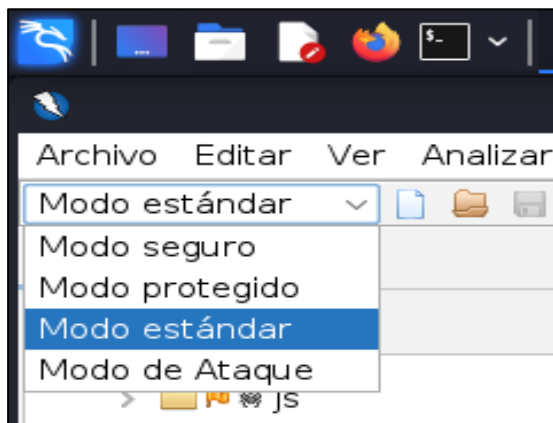 $_
Archivo Editar Ver Analizar
Modo estándar
Modo seguro
Modo protegido
Modo estándar
Modo de Ataque
js